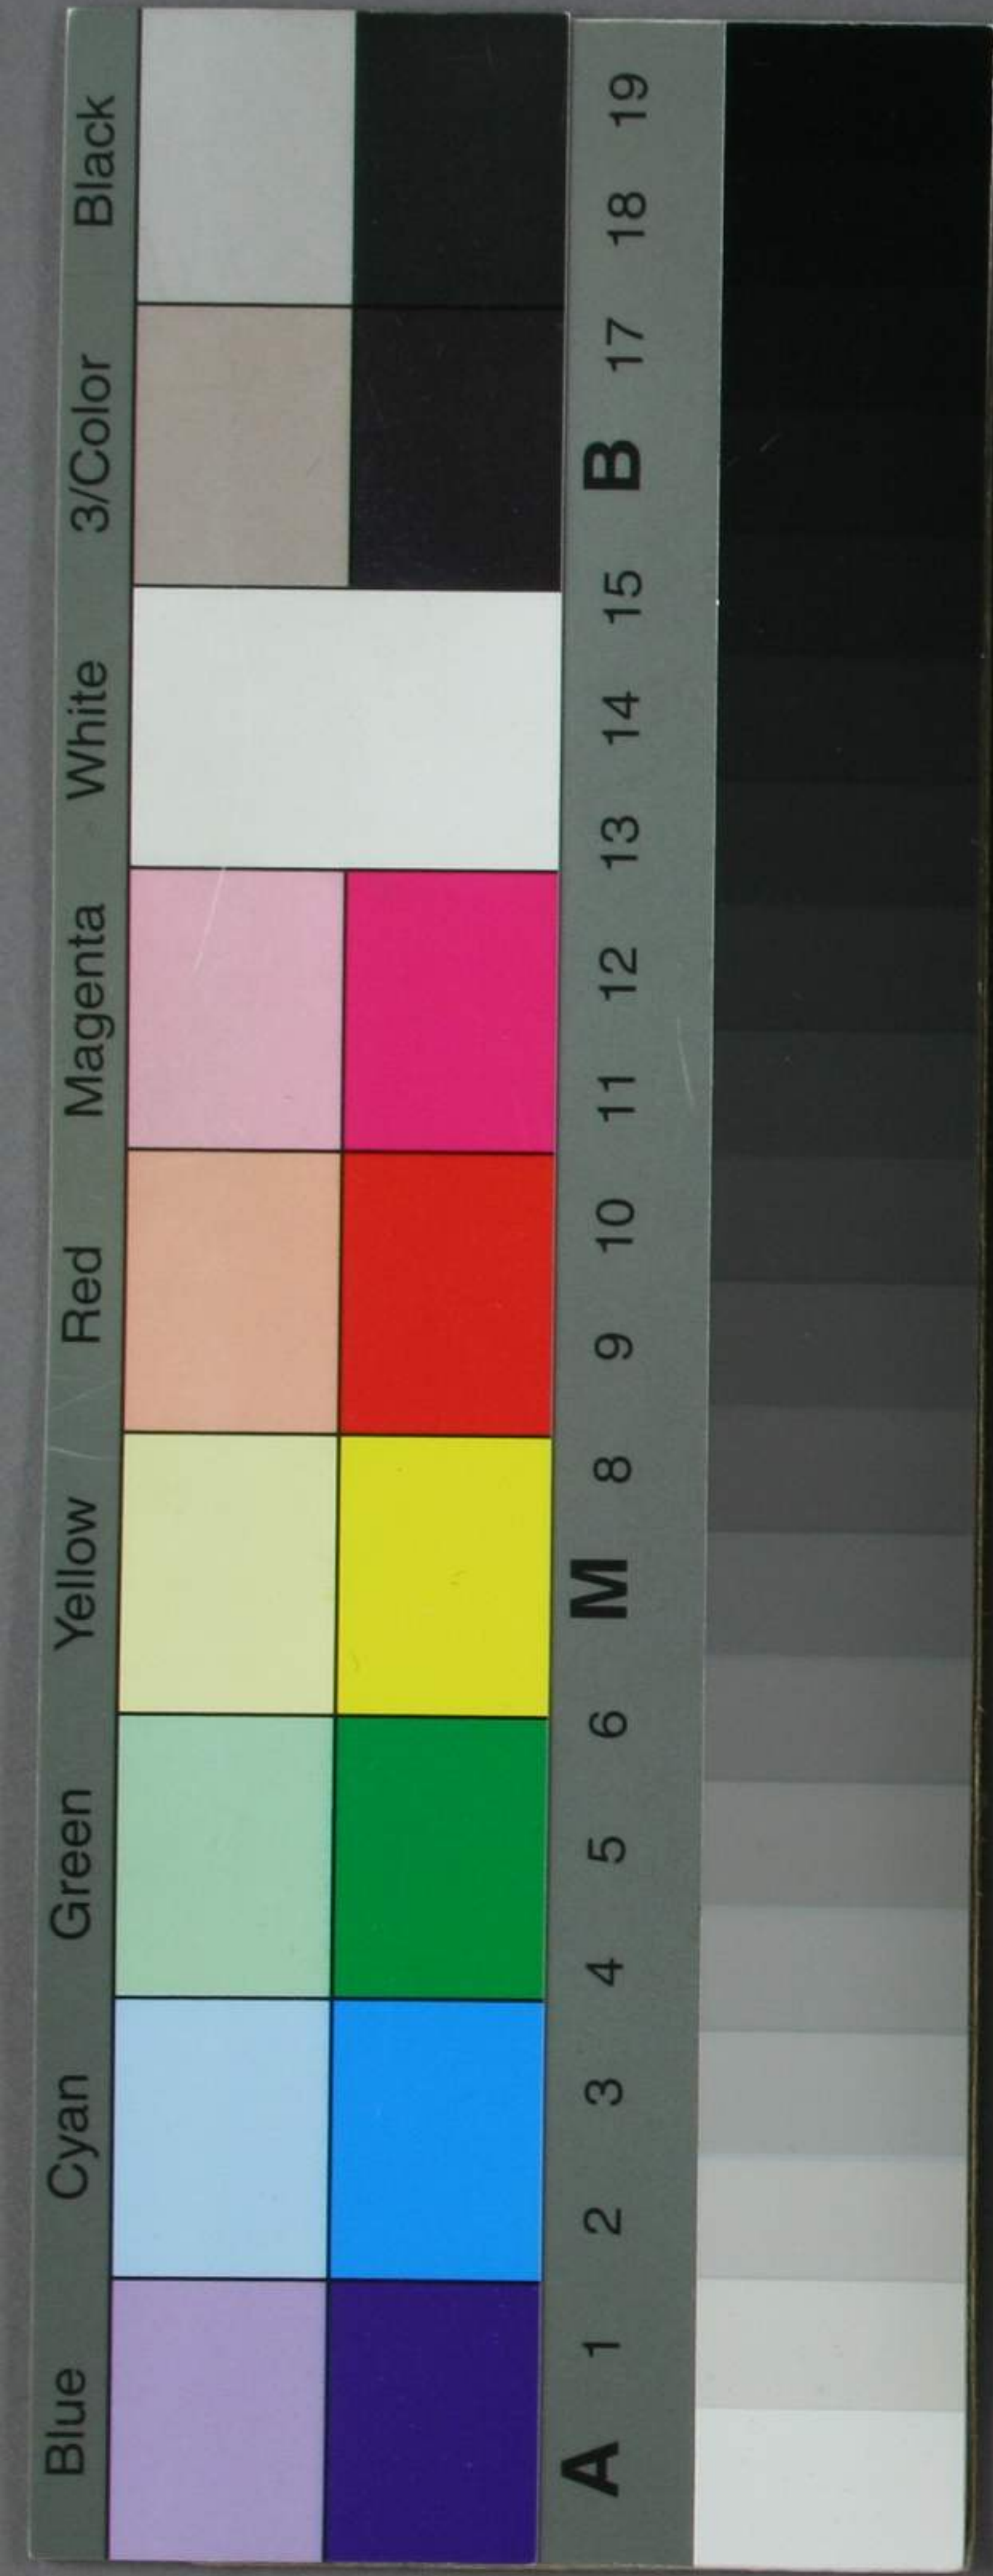 Blue Cyan Green Yellow Red Magenta White 3/Color Black
A 1 2 3 4 5 6 M 8 9 10 11 12 13 14 15 B 17 18 19